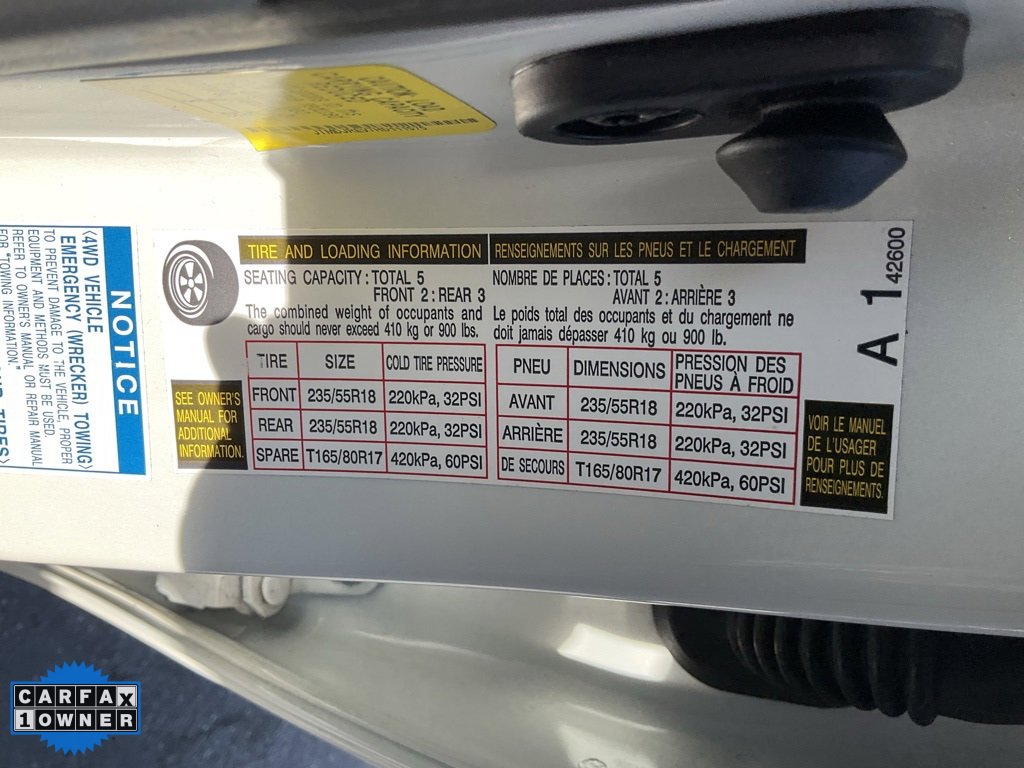 CAUTION: LOAD
CARRYING CAPACITY
NOTICE
⟨4WD VEHICLE
EMERGENCY (WRECKER) TOWING⟩
TO PREVENT DAMAGE TO THE VEHICLE, PROPER
EQUIPMENT AND METHODS MUST BE USED.
REFER TO OWNER'S MANUAL OR REPAIR MANUAL
FOR "TOWING INFORMATION"
TIRE AND LOADING INFORMATION
SEATING CAPACITY : TOTAL 5
FRONT 2 : REAR 3
The combined weight of occupants and
cargo should never exceed 410 kg or 900 lbs.
TIRE SIZE COLD TIRE PRESSURE
FRONT 235/55R18 220kPa, 32PSI
REAR 235/55R18 220kPa, 32PSI
SPARE T165/80R17 420kPa, 60PSI
SEE OWNER'S
MANUAL FOR
ADDITIONAL
INFORMATION.
RENSEIGNEMENTS SUR LES PNEUS ET LE CHARGEMENT
NOMBRE DE PLACES : TOTAL 5
AVANT 2 : ARRIÈRE 3
Le poids total des occupants et du chargement ne
doit jamais dépasser 410 kg ou 900 lb.
PNEU DIMENSIONS PRESSION DES
PNEUS À FROID
AVANT 235/55R18 220kPa, 32PSI
ARRIÈRE 235/55R18 220kPa, 32PSI
DE SECOURS T165/80R17 420kPa, 60PSI
VOIR LE MANUEL
DE L'USAGER
POUR PLUS DE
RENSEIGNEMENTS.
A 1 42600
CARFAX
1 OWNER